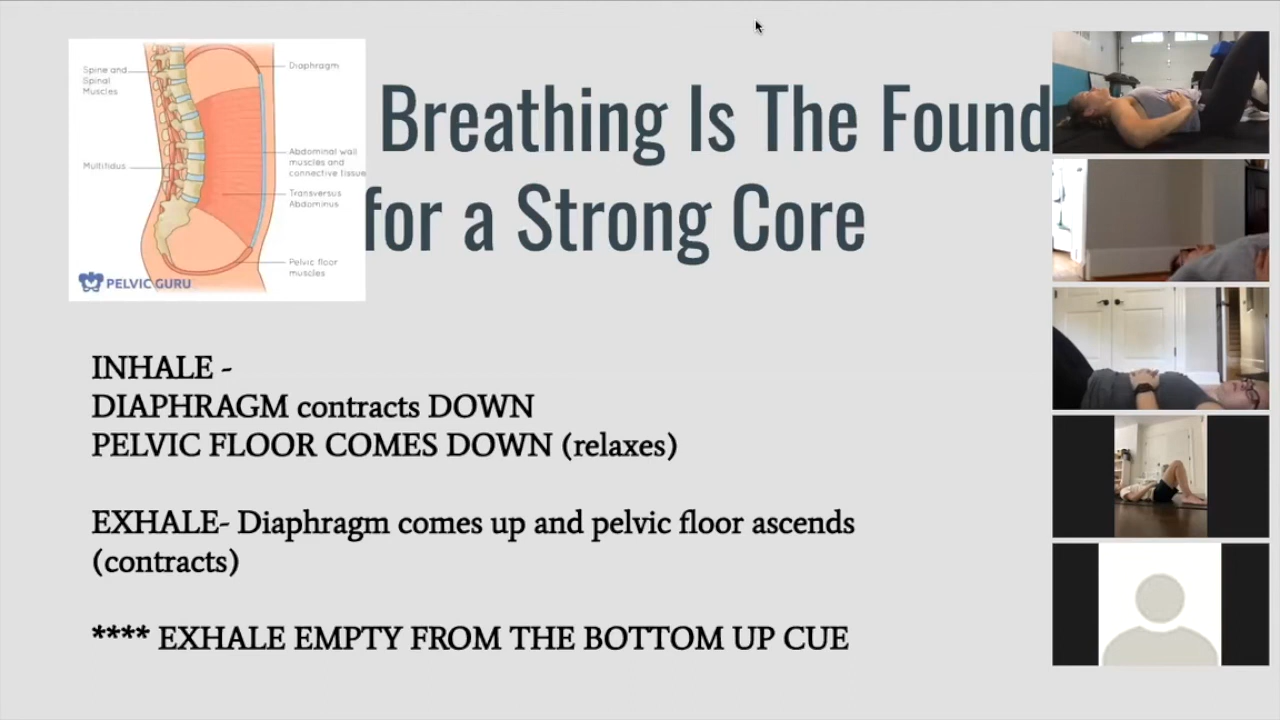 Spine and
Spinal
Muscles
Multifidus
Diaphragm
Abdominal wall
muscles and
connective tissue
Transversus
Abdominus
Pelvic floor
muscles
PELVIC GURU
Breathing Is The Found
for a Strong Core
INHALE -
DIAPHRAGM contracts DOWN
PELVIC FLOOR COMES DOWN (relaxes)
EXHALE- Diaphragm comes up and pelvic floor ascends
(contracts)
**** EXHALE EMPTY FROM THE BOTTOM UP CUE